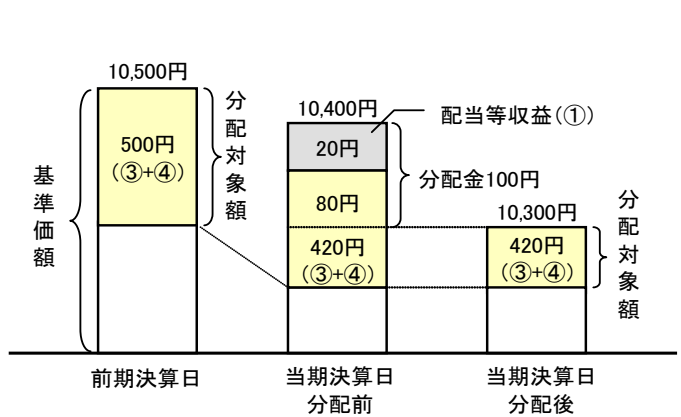 10,500円
500円
(③+④)
分配対象額
基準価額
10,400円
20円
80円
420円
(③+④)
配当等収益(①)
分配金100円
10,300円
420円
(③+④)
分配対象額
前期決算日
当期決算日
分配前
当期決算日
分配後